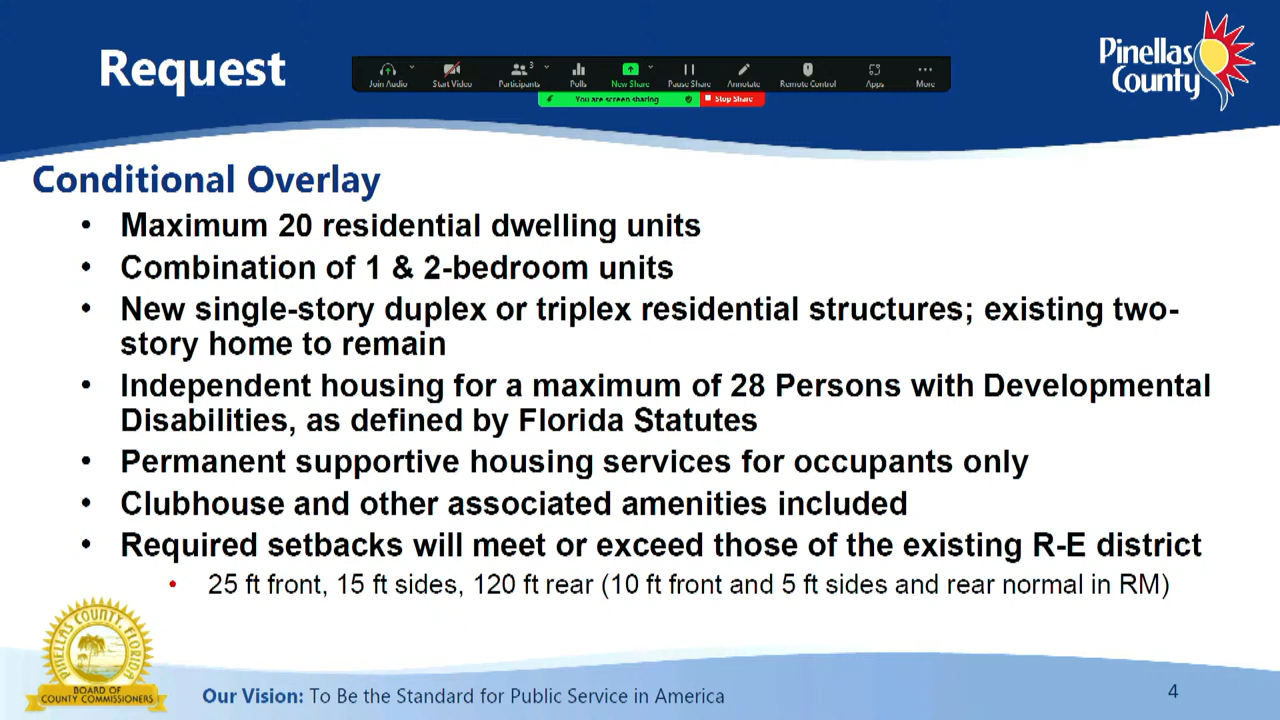 Request
Pinellas
County
3
Join Audio
Start Video
Participants
Polls
New Share
Pause Share
Annotate
Remote Control
Apps
More
You are screen sharing
Stop Share
Conditional Overlay
• Maximum 20 residential dwelling units
• Combination of 1 & 2-bedroom units
• New single-story duplex or triplex residential structures; existing two-
story home to remain
• Independent housing for a maximum of 28 Persons with Developmental
Disabilities, as defined by Florida Statutes
• Permanent supportive housing services for occupants only
• Clubhouse and other associated amenities included
• Required setbacks will meet or exceed those of the existing R-E district
• 25 ft front, 15 ft sides, 120 ft rear (10 ft front and 5 ft sides and rear normal in RM)
PINELLAS COUNTY, FLORIDA
BOARD OF
COUNTY COMMISSIONERS
Our Vision: To Be the Standard for Public Service in America
4